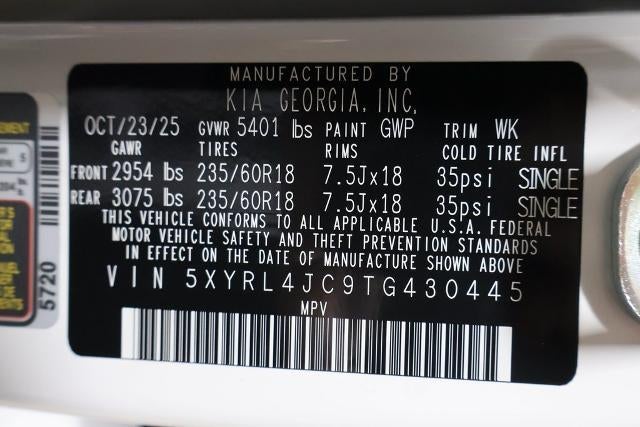 MANUFACTURED BY
KIA GEORGIA, INC,
OCT/23/25 GVWR 5401 lbs PAINT GWP TRIM WK
GAWR TIRES RIMS COLD TIRE INFL
FRONT 2954 lbs 235/60R18 7.5Jx18 35psi SINGLE
REAR 3075 lbs 235/60R18 7.5Jx18 35psi SINGLE
THIS VEHICLE CONFORMS TO ALL APPLICABLE U.S.A. FEDERAL
MOTOR VEHICLE SAFETY AND THEFT PREVENTION STANDARDS
IN EFFECT ON THE DATE OF MANUFACTURE SHOWN ABOVE
VIN 5XYRL4JC9TG430445
MPV
5720